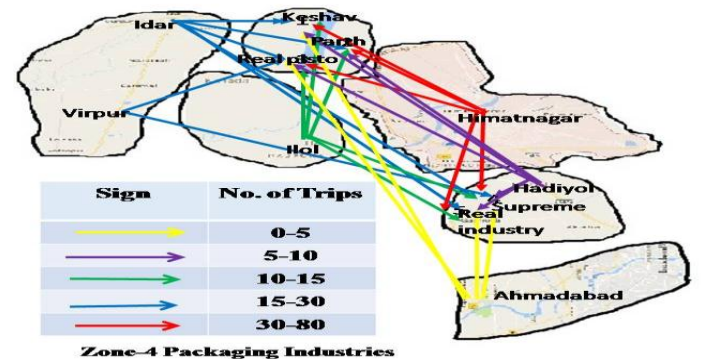 Idar
Keshav
Parth
Real pisto
Virpur
Himatnagar
Ilol
Hadiyol
Supreme
Real
industry
Ahmadabad
Sign No. of Trips
0-5
5-10
10-15
15-30
30-80
Zone-4 Packaging Industries